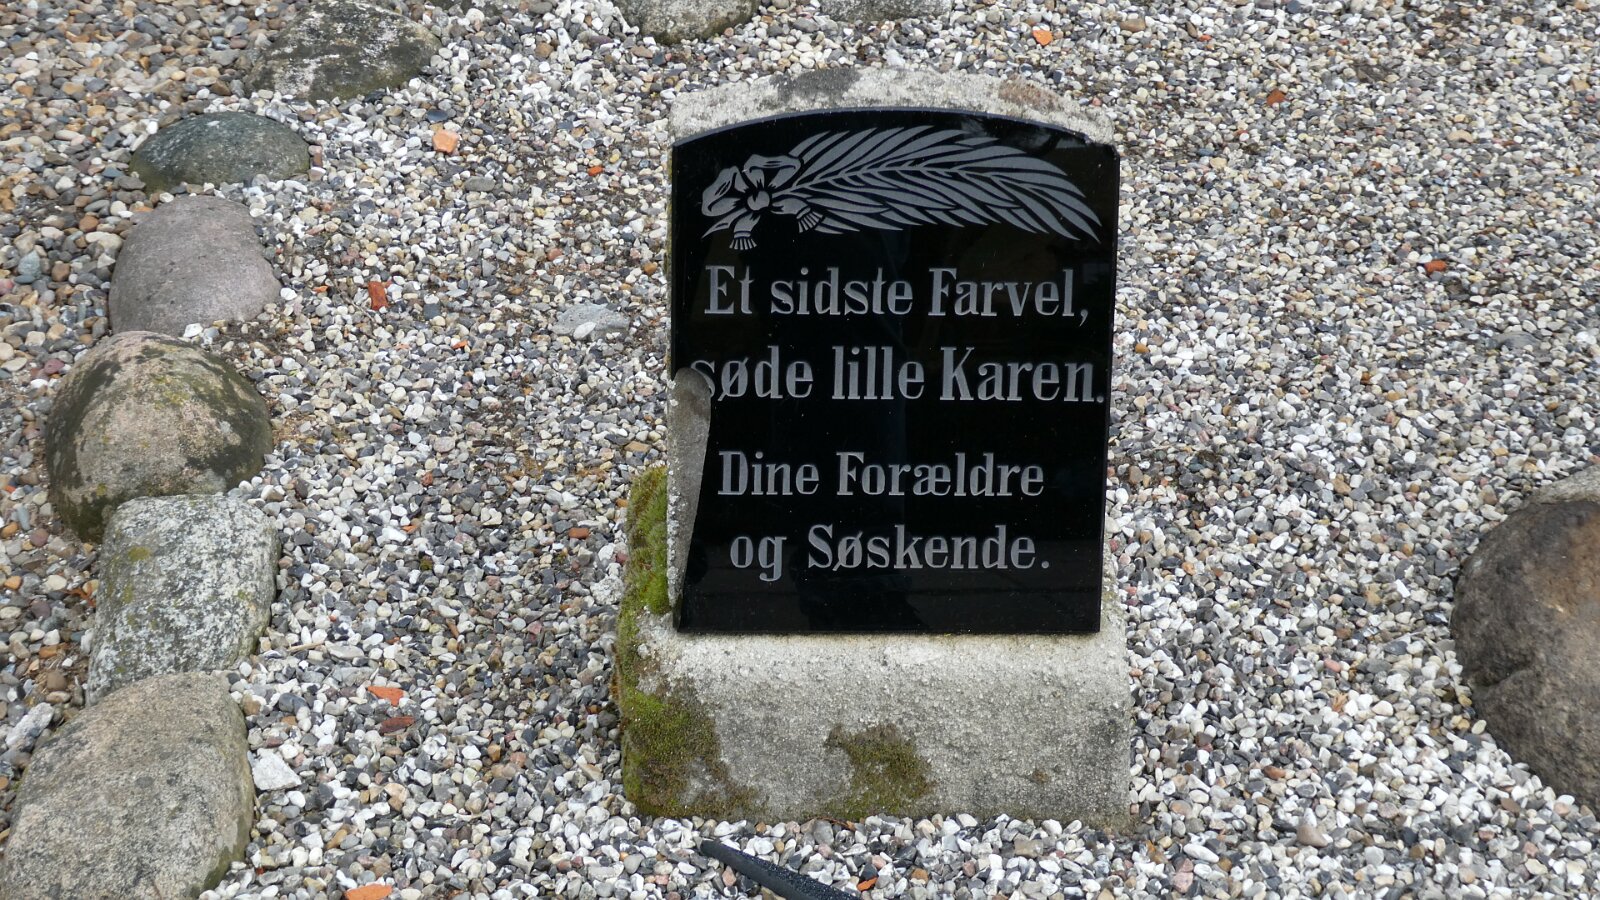 Et sidste Farvel,
søde lille Karen.
Dine Forældre
og Søskende.